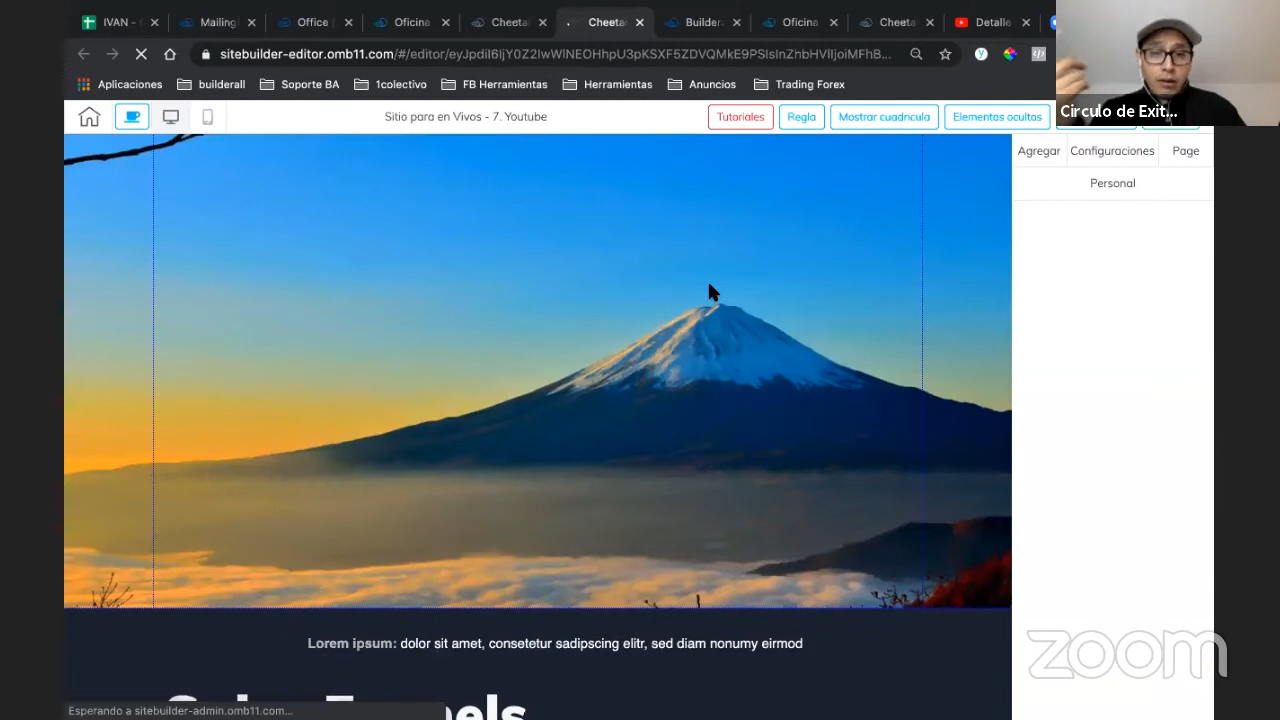 IVAN -
Mailing
Office |
Oficina
Cheeta
Cheeta
Builder
Oficina
Cheeta
Detalle
sitebuilder-editor.omb11.com/#/editor/eyJpdiI6IjY0Z2IwWlNEOHhpU3pKSXF5ZDVQMkE9PSIsInZhbHVlIjoiMFhB...
Aplicaciones
builderall
Soporte BA
1colectivo
FB Herramientas
Herramientas
Anuncios
Trading Forex
Circulo de Exit...
Sitio para en Vivos - 7. Youtube
Tutoriales
Regla
Mostrar cuadricula
Elementos ocultos
Agregar
Configuraciones
Page
Personal
Lorem ipsum: dolor sit amet, consetetur sadipscing elitr, sed diam nonumy eirmod
Esperando a sitebuilder-admin.omb11.com...
zoom